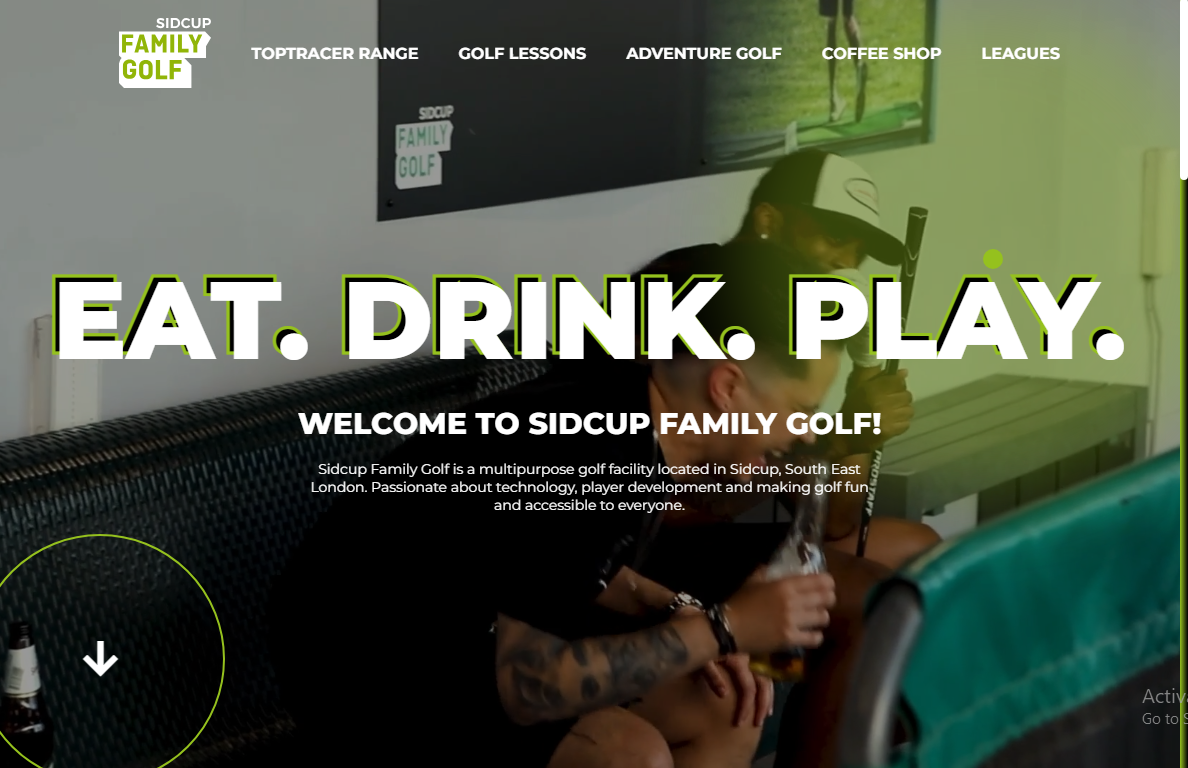 SIDCUP
FAMILY
GOLF
TOPTRACER RANGE
GOLF LESSONS
ADVENTURE GOLF
COFFEE SHOP
LEAGUES
SIDCUP
FAMILY
GOLF
EAT. DRINK. PLAY.
WELCOME TO SIDCUP FAMILY GOLF!
Sidcup Family Golf is a multipurpose golf facility located in Sidcup, South East
London. Passionate about technology, player development and making golf fun
and accessible to everyone.
PROSTAFF
Activa
Go to S